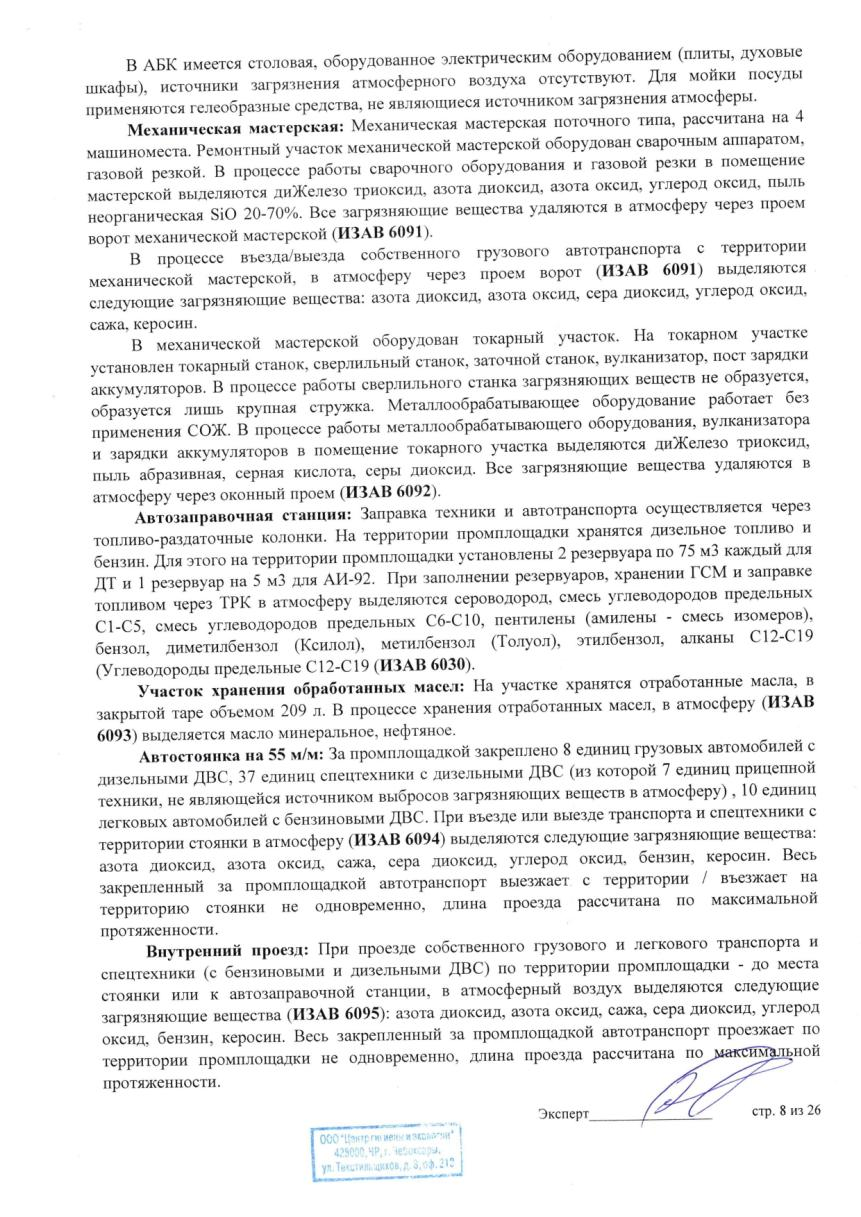 В АБК имеется столовая, оборудованное электрическим оборудованием (плиты, духовые
шкафы), источники загрязнения атмосферного воздуха отсутствуют. Для мойки посуды
применяются гелеобразные средства, не являющиеся источником загрязнения атмосферы.
Механическая мастерская: Механическая мастерская поточного типа, рассчитана на 4
машиноместа. Ремонтный участок механической мастерской оборудован сварочным аппаратом,
газовой резкой. В процессе работы сварочного оборудования и газовой резки в помещение
мастерской выделяются диЖелезо триоксид, азота диоксид, азота оксид, углерод оксид, пыль
неорганическая SiO 20-70%. Все загрязняющие вещества удаляются в атмосферу через проем
ворот механической мастерской (ИЗАВ 6091).
В процессе въезда/выезда собственного грузового автотранспорта с территории
механической мастерской, в атмосферу через проем ворот (ИЗАВ 6091) выделяются
следующие загрязняющие вещества: азота диоксид, азота оксид, сера диоксид, углерод оксид,
сажа, керосин.
В механической мастерской оборудован токарный участок. На токарном участке
установлен токарный станок, сверлильный станок, заточной станок, вулканизатор, пост зарядки
аккумуляторов. В процессе работы сверлильного станка загрязняющих веществ не образуется,
образуется лишь крупная стружка. Металлообрабатывающее оборудование работает без
применения СОЖ. В процессе работы металлообрабатывающего оборудования, вулканизатора
и зарядки аккумуляторов в помещение токарного участка выделяются диЖелезо триоксид,
пыль абразивная, серная кислота, серы диоксид. Все загрязняющие вещества удаляются в
атмосферу через оконный проем (ИЗАВ 6092).
Автозаправочная станция: Заправка техники и автотранспорта осуществляется через
топливо-раздаточные колонки. На территории промплощадки хранятся дизельное топливо и
бензин. Для этого на территории промплощадки установлены 2 резервуара по 75 м3 каждый для
ДТ и 1 резервуар на 5 м3 для АИ-92. При заполнении резервуаров, хранении ГСМ и заправке
топливом через ТРК в атмосферу выделяются сероводород, смесь углеводородов предельных
С1-С5, смесь углеводородов предельных С6-С10, пентилены (амилены - смесь изомеров),
бензол, диметилбензол (Ксилол), метилбензол (Толуол), этилбензол, алканы С12-С19
(Углеводороды предельные С12-С19 (ИЗАВ 6030).
Участок хранения обработанных масел: На участке хранятся отработанные масла, в
закрытой таре объемом 209 л. В процессе хранения отработанных масел, в атмосферу (ИЗАВ
6093) выделяется масло минеральное, нефтяное.
Автостоянка на 55 м/м: За промплощадкой закреплено 8 единиц грузовых автомобилей с
дизельными ДВС, 37 единиц спецтехники с дизельными ДВС (из которой 7 единиц прицепной
техники, не являющейся источником выбросов загрязняющих веществ в атмосферу) , 10 единиц
легковых автомобилей с бензиновыми ДВС. При въезде или выезде транспорта и спецтехники с
территории стоянки в атмосферу (ИЗАВ 6094) выделяются следующие загрязняющие вещества:
азота диоксид, азота оксид, сажа, сера диоксид, углерод оксид, бензин, керосин. Весь
закрепленный за промплощадкой автотранспорт выезжает с территории / въезжает на
территорию стоянки не одновременно, длина проезда рассчитана по максимальной
протяженности.
Внутренний проезд: При проезде собственного грузового и легкового транспорта и
спецтехники (с бензиновыми и дизельными ДВС) по территории промплощадки - до места
стоянки или к автозаправочной станции, в атмосферный воздух выделяются следующие
загрязняющие вещества (ИЗАВ 6095): азота диоксид, азота оксид, сажа, сера диоксид, углерод
оксид, бензин, керосин. Весь закрепленный за промплощадкой автотранспорт проезжает по
территории промплощадки не одновременно, длина проезда рассчитана по максимальной
протяженности.
Эксперт________________ стр. 8 из 26
ООО "Центр гигиены и экологии"
428000, ЧР, г. Чебоксары,
ул. Текстильщиков, д. 8, оф. 213